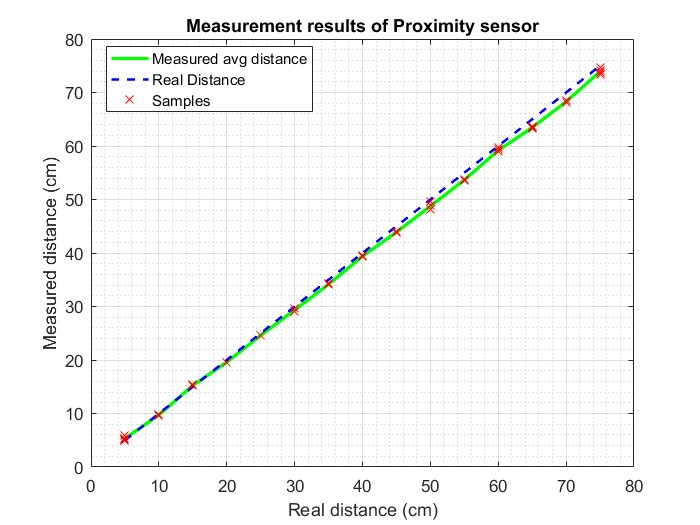 Measurement results of Proximity sensor
80
70
60
50
40
30
20
10
0
Measured avg distance
Real Distance
Samples
Measured distance (cm)
0 10 20 30 40 50 60 70 80
Real distance (cm)